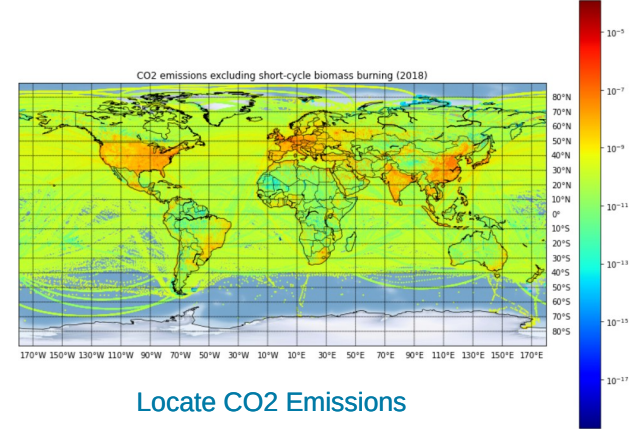 CO2 emissions excluding short-cycle biomass burning (2018)
10⁻⁵
10⁻⁷
10⁻⁹
10⁻¹¹
10⁻¹³
10⁻¹⁵
10⁻¹⁷
80°N
70°N
60°N
50°N
40°N
30°N
20°N
10°N
0°
10°S
20°S
30°S
40°S
50°S
60°S
70°S
80°S
170°W 150°W 130°W 110°W 90°W 70°W 50°W 30°W 10°W 10°E 30°E 50°E 70°E 90°E 110°E 130°E 150°E 170°E
Locate CO2 Emissions